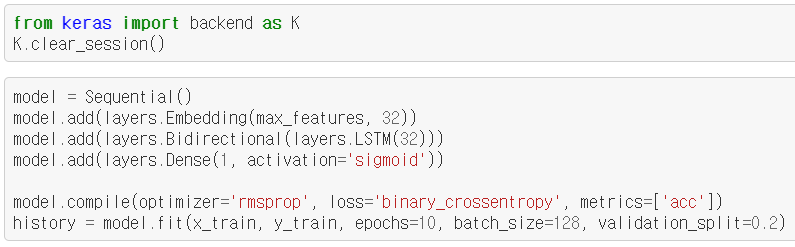 from keras import backend as K
K.clear_session()
model = Sequential()
model.add(layers.Embedding(max_features, 32))
model.add(layers.Bidirectional(layers.LSTM(32)))
model.add(layers.Dense(1, activation='sigmoid'))
model.compile(optimizer='rmsprop', loss='binary_crossentropy', metrics=['acc'])
history = model.fit(x_train, y_train, epochs=10, batch_size=128, validation_split=0.2)